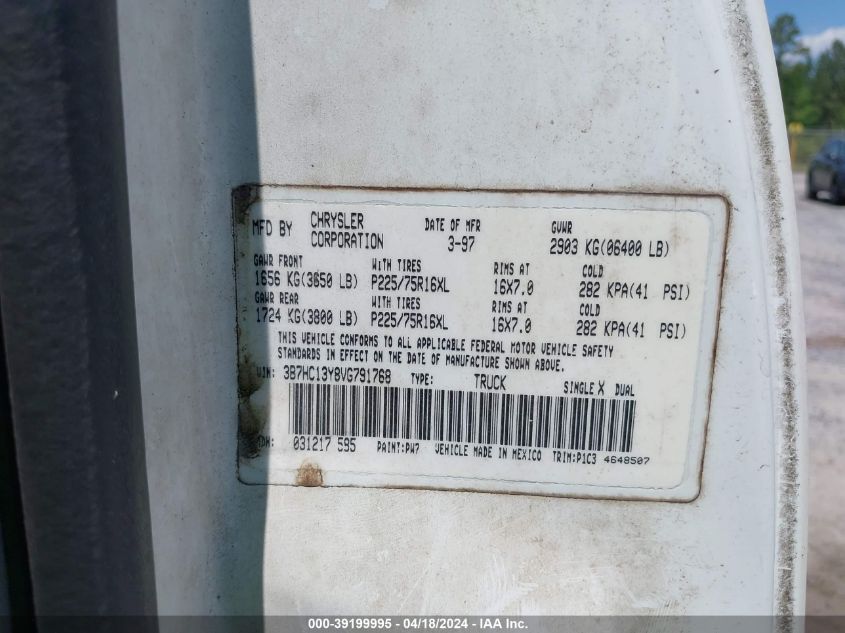 MFD BY CHRYSLER CORPORATION DATE OF MFR 3-97 GVWR 2903 KG(06400 LB)
GAWR FRONT WITH TIRES RIMS AT COLD
1656 KG(3650 LB) P225/75R16XL 16X7.0 282 KPA(41 PSI)
GAWR REAR WITH TIRES RIMS AT COLD
1724 KG(3800 LB) P225/75R16XL 16X7.0 282 KPA(41 PSI)
THIS VEHICLE CONFORMS TO ALL APPLICABLE FEDERAL MOTOR VEHICLE SAFETY
STANDARDS IN EFFECT ON THE DATE OF MANUFACTURE SHOWN ABOVE.
VIN: 3B7HC13Y8VG791768 TYPE: TRUCK SINGLE X DUAL
MDH: 031217 595 PAINT:PW7 VEHICLE MADE IN MEXICO TRIM:P1C3 4648507
000-39199995 - 04/18/2024 - IAAI.com